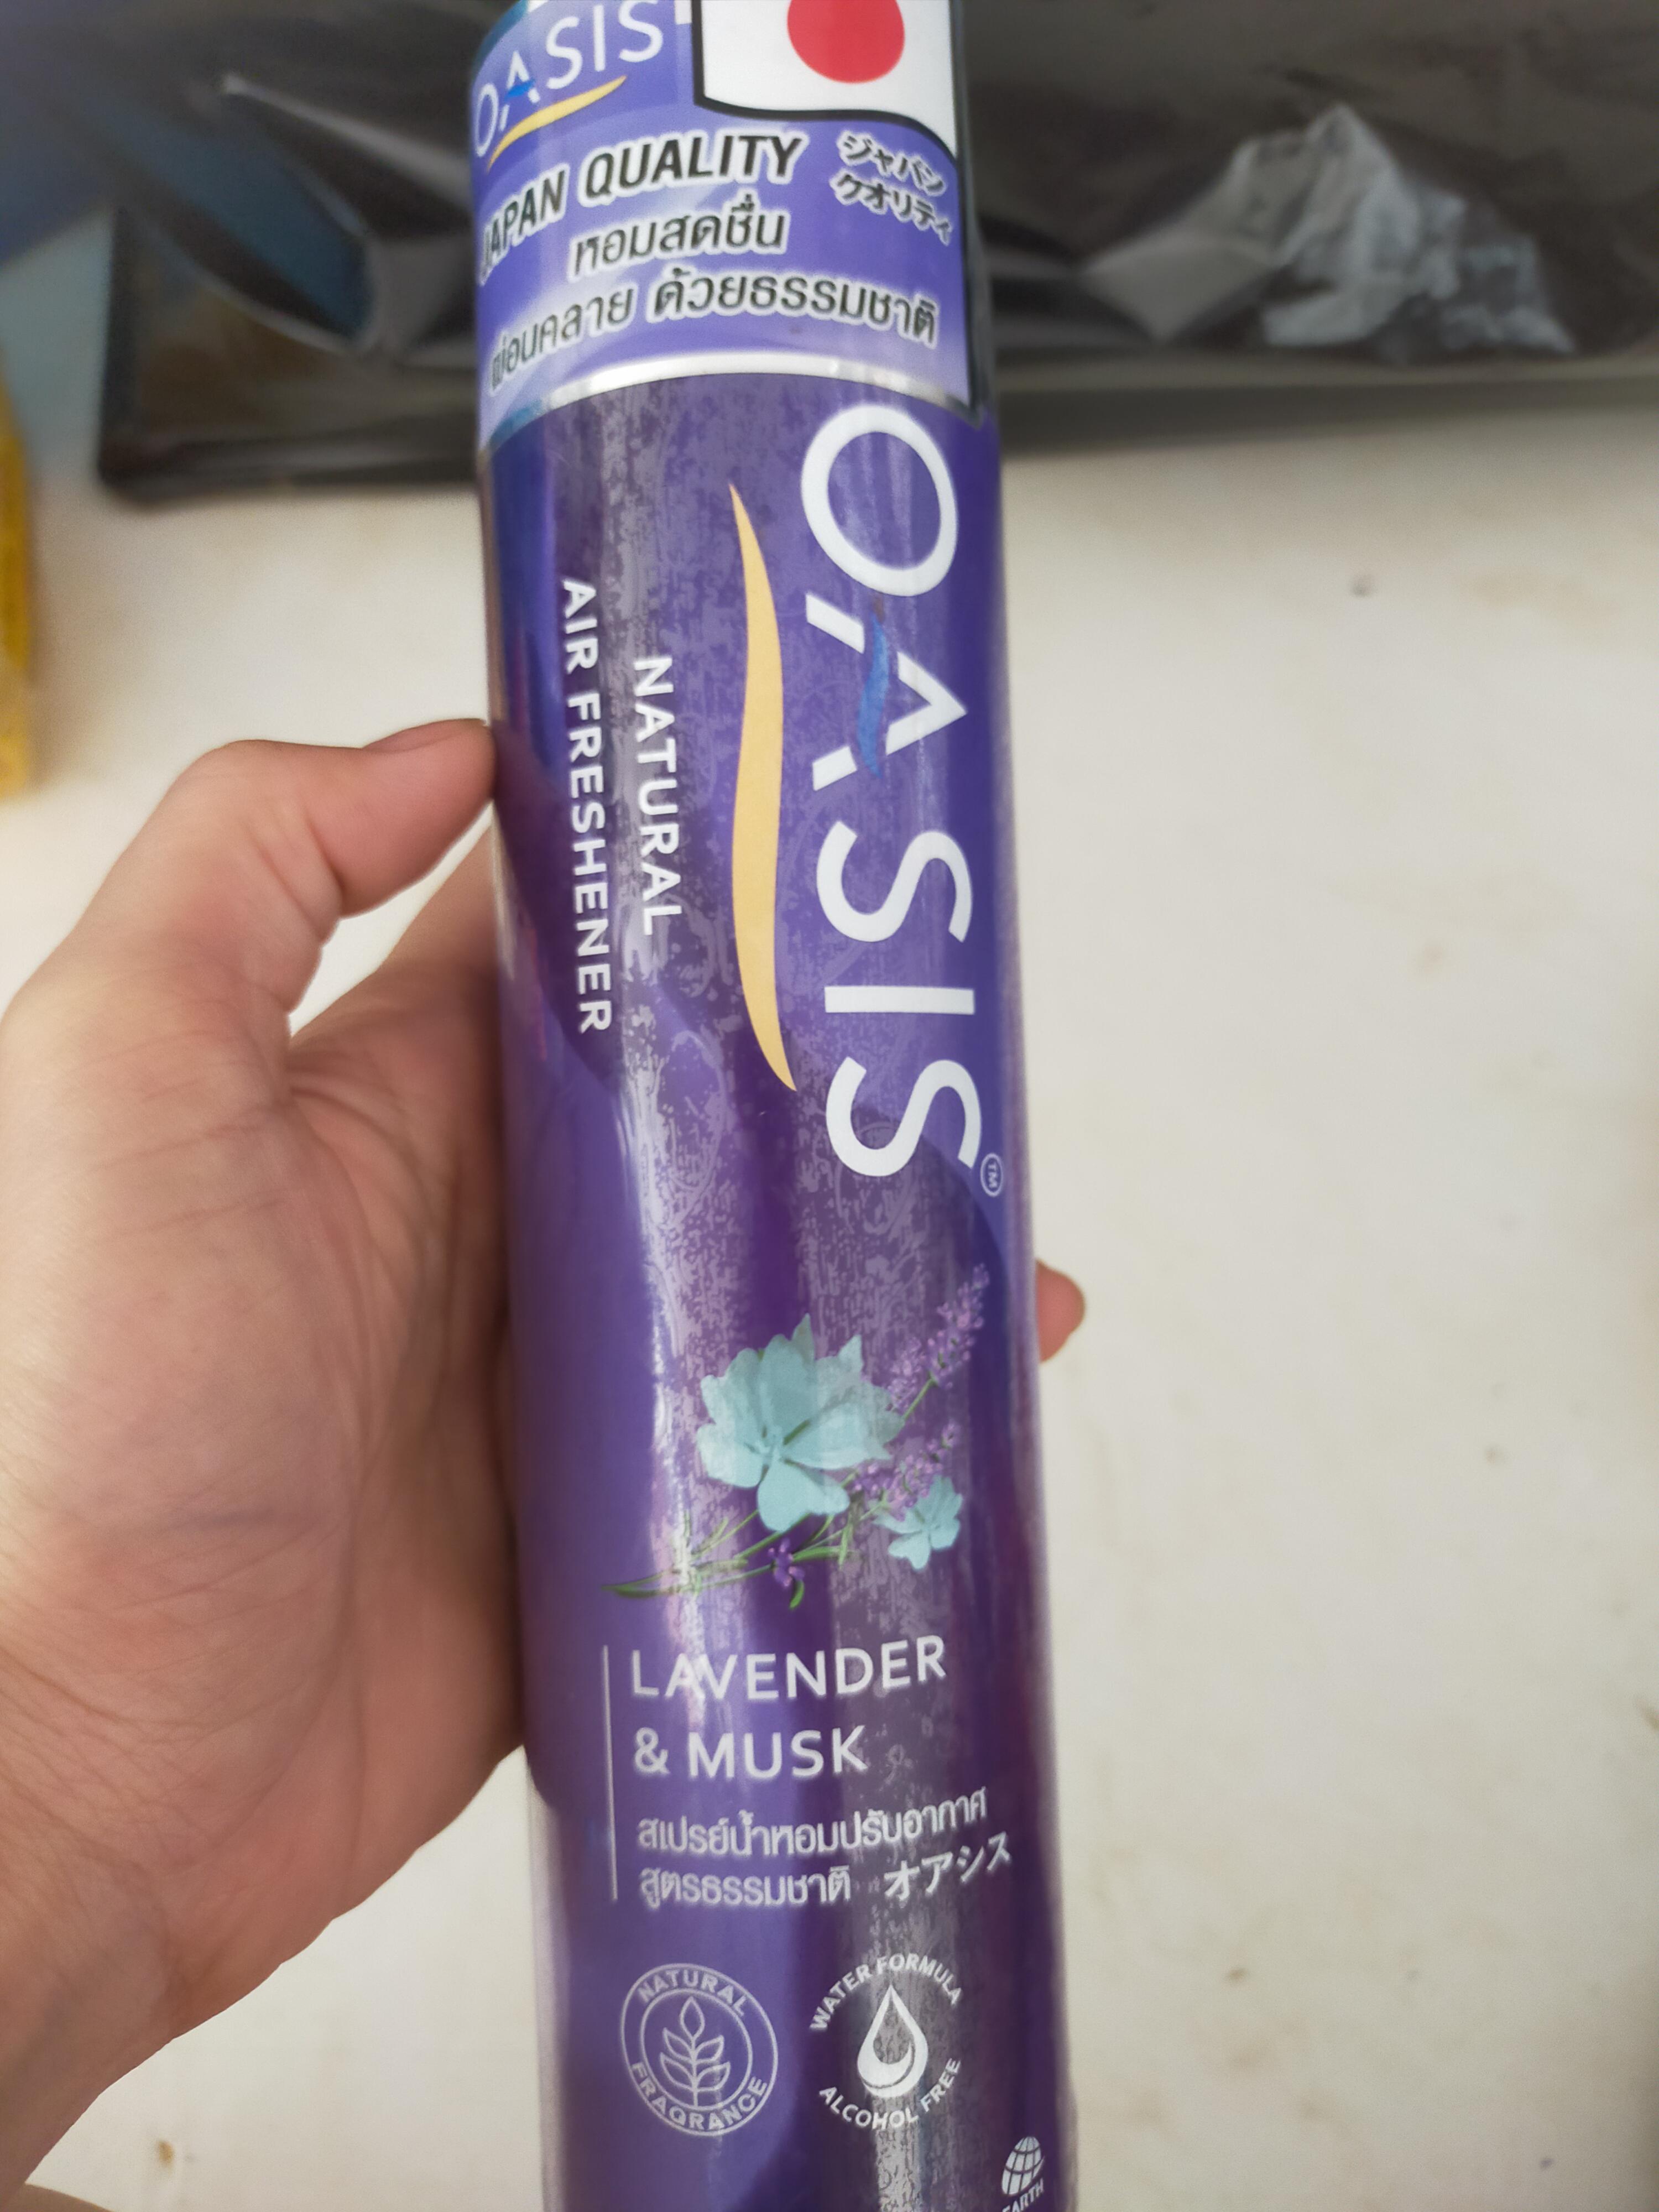 OASIS
JAPAN QUALITY
ジャパン
クオリティ
หอมสดชื่น
ผ่อนคลาย ด้วยธรรมชาติ
OASIS™
NATURAL
AIR FRESHENER
LAVENDER
& MUSK
สเปรย์น้ำหอมปรับอากาศ
สูตรธรรมชาติ オアシス
NATURAL
FRAGRANCE
WATER FORMULA
ALCOHOL FREE
EARTH